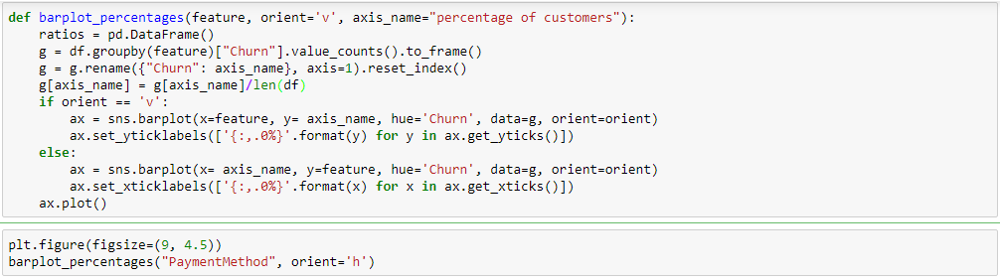 def barplot_percentages(feature, orient='v', axis_name="percentage of customers"):
    ratios = pd.DataFrame()
    g = df.groupby(feature)["Churn"].value_counts().to_frame()
    g = g.rename({"Churn": axis_name}, axis=1).reset_index()
    g[axis_name] = g[axis_name]/len(df)
    if orient == 'v':
        ax = sns.barplot(x=feature, y= axis_name, hue='Churn', data=g, orient=orient)
        ax.set_yticklabels(['{:,.0%}'.format(y) for y in ax.get_yticks()])
    else:
        ax = sns.barplot(x= axis_name, y=feature, hue='Churn', data=g, orient=orient)
        ax.set_xticklabels(['{:,.0%}'.format(x) for x in ax.get_xticks()])
    ax.plot()
plt.figure(figsize=(9, 4.5))
barplot_percentages("PaymentMethod", orient='h')